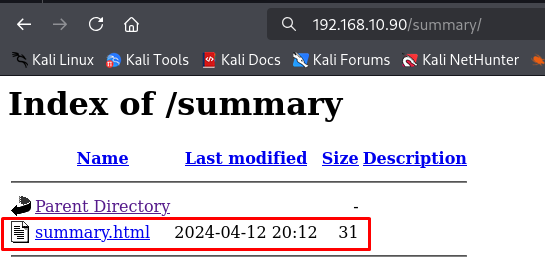 192.168.10.90/summary/
Kali Linux Kali Tools Kali Docs Kali Forums Kali NetHunter
Index of /summary
Name Last modified Size Description
Parent Directory -
summary.html 2024-04-12 20:12 31